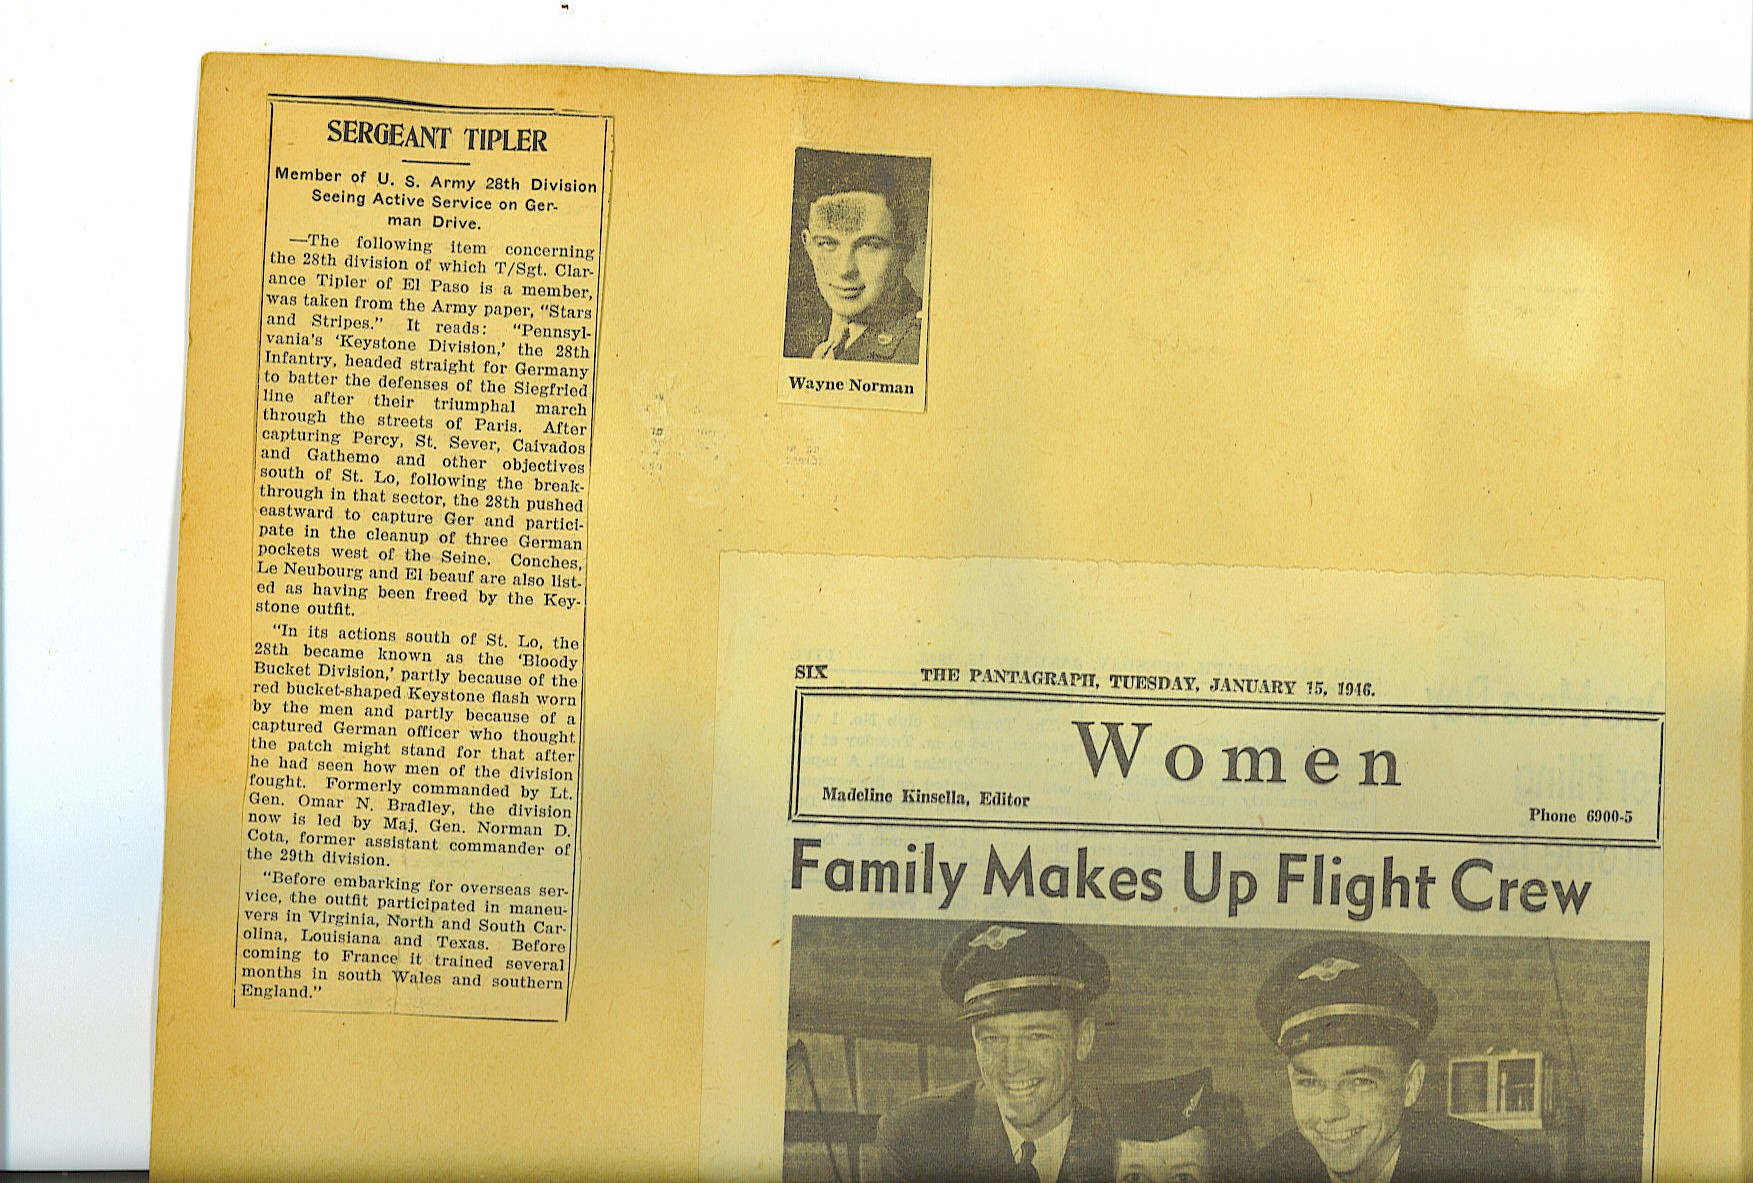 SERGEANT TIPLER
Member of U. S. Army 28th Division
Seeing Active Service on Ger-
man Drive.
—The following item concerning
the 28th division of which T/Sgt. Clar-
ance Tipler of El Paso is a member,
was taken from the Army paper, "Stars
and Stripes." It reads: "Pennsyl-
vania's 'Keystone Division,' the 28th
Infantry, headed straight for Germany
to batter the defenses of the Siegfried
line after their triumphal march
through the streets of Paris. After
capturing Percy, St. Sever, Caivados
and Gathemo and other objectives
south of St. Lo, following the break-
through in that sector, the 28th pushed
eastward to capture Ger and partici-
pate in the cleanup of three German
pockets west of the Seine. Conches,
Le Neubourg and El beauf are also list-
ed as having been freed by the Key-
stone outfit.
"In its actions south of St. Lo, the
28th became known as the 'Bloody
Bucket Division,' partly because of the
red bucket-shaped Keystone flash worn
by the men and partly because of a
captured German officer who thought
the patch might stand for that after
he had seen how men of the division
fought. Formerly commanded by Lt.
Gen. Omar N. Bradley, the division
now is led by Maj. Gen. Norman D.
Cota, former assistant commander of
the 29th division.
"Before embarking for overseas ser-
vice, the outfit participated in maneu-
vers in Virginia, North and South Car-
olina, Louisiana and Texas. Before
coming to France it trained several
months in south Wales and southern
England."
Wayne Norman
SIX THE PANTAGRAPH, TUESDAY, JANUARY 15, 1946.
Women
Madeline Kinsella, Editor
Phone 6900-5
Family Makes Up Flight Crew